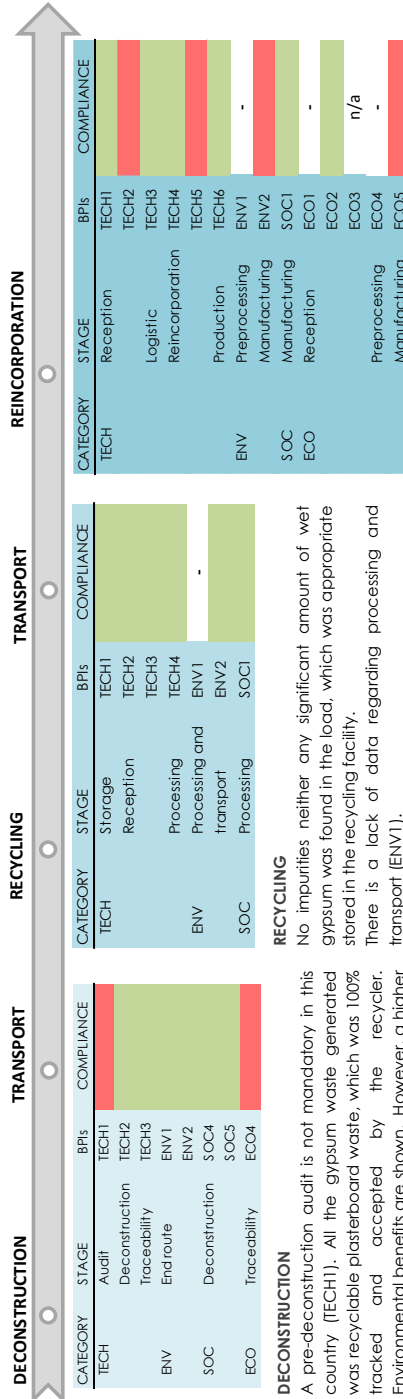 DECONSTRUCTION TRANSPORT RECYCLING TRANSPORT REINCORPORATION
CATEGORY STAGE BPIs COMPLIANCE
TECH Audit TECH1
Deconstruction TECH2
Traceability TECH3
ENV End route ENV1
ENV2
SOC Deconstruction SOC4
SOC5
ECO Traceability ECO4
DECONSTRUCTION
A pre-deconstruction audit is not mandatory in this
country (TECH1). All the gypsum waste generated
was recyclable plasterboard waste, which was 100%
tracked and accepted by the recycler.
Environmental benefits are shown. However, a higher
CATEGORY STAGE BPIs COMPLIANCE
TECH Storage TECH1
Reception TECH2
TECH3
Processing TECH4
ENV Processing and ENV1 -
transport ENV2
SOC Processing SOC1
RECYCLING
No impurities neither any significant amount of wet
gypsum was found in the load, which was appropriate
stored in the recycling facility.
There is a lack of data regarding processing and
transport (ENV1).
CATEGORY STAGE BPIs COMPLIANCE
TECH Reception TECH1
TECH2
Logistic TECH3
Reincorporation TECH4
TECH5
Production TECH6
ENV Preprocessing ENV1 -
Manufacturing ENV2
SOC Manufacturing SOC1
ECO Reception ECO1 -
ECO2
ECO3 n/a
Preprocessing ECO4 -
Manufacturing ECO5